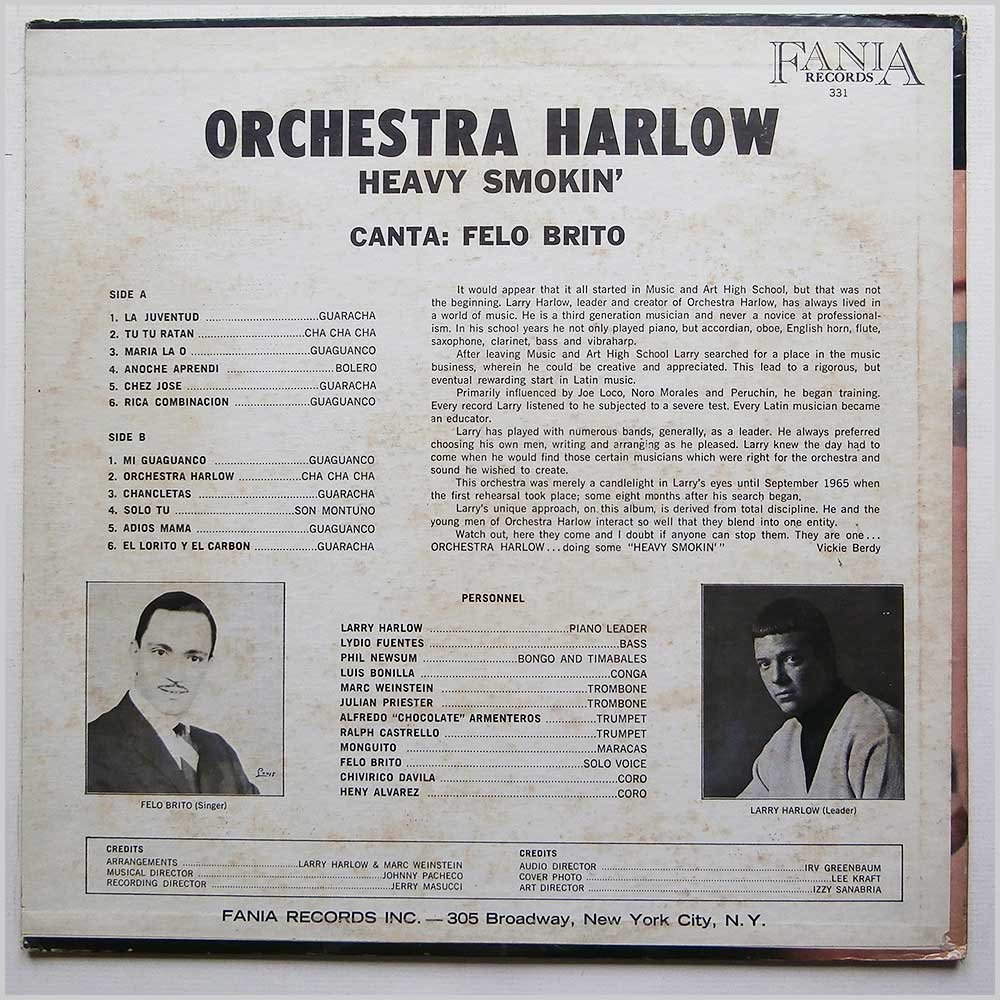 FANIA
RECORDS
331
ORCHESTRA HARLOW
HEAVY SMOKIN'
CANTA: FELO BRITO
SIDE A
1. LA JUVENTUD ..............................GUARACHA
2. TU TU RATAN ..............................CHA CHA CHA
3. MARIA LA O ..............................GUAGUANCO
4. ANOCHE APRENDI ..............................BOLERO
5. CHEZ JOSE ..............................GUARACHA
6. RICA COMBINACION ....................GUAGUANCO
SIDE B
1. MI GUAGUANCO .........................GUAGUANCO
2. ORCHESTRA HARLOW ................CHA CHA CHA
3. CHANCLETAS ..............................GUARACHA
4. SOLO TU ..............................SON MONTUNO
5. ADIOS MAMA ..............................GUAGUANCO
6. EL LORITO Y EL CARBON ................GUARACHA
It would appear that it all started in Music and Art High School, but that was not
the beginning. Larry Harlow, leader and creator of Orchestra Harlow, has always lived in
a world of music. He is a third generation musician and never a novice at professional-
ism. In his school years he not only played piano, but accordian, oboe, English horn, flute,
saxophone, clarinet, bass and vibraharp.
After leaving Music and Art High School Larry searched for a place in the music
business, wherein he could be creative and appreciated. This lead to a rigorous, but
eventual rewarding start in Latin music.
Primarily influenced by Joe Loco, Noro Morales and Peruchin, he began training.
Every record Larry listened to he subjected to a severe test. Every Latin musician became
an educator.
Larry has played with numerous bands, generally, as a leader. He always preferred
choosing his own men, writing and arranging as he pleased. Larry knew the day had to
come when he would find those certain musicians which were right for the orchestra and
sound he wished to create.
This orchestra was merely a candlelight in Larry's eyes until September 1965 when
the first rehearsal took place; some eight months after his search began.
Larry's unique approach, on this album, is derived from total discipline. He and the
young men of Orchestra Harlow interact so well that they blend into one entity.
Watch out, here they come and I doubt if anyone can stop them. They are one...
ORCHESTRA HARLOW...doing some "HEAVY SMOKIN'" Vickie Berdy
PERSONNEL
LARRY HARLOW ..............................PIANO LEADER
LYDIO FUENTES ..............................BASS
PHIL NEWSUM ....................BONGO AND TIMABALES
LUIS BONILLA ..............................CONGA
MARC WEINSTEIN ..............................TROMBONE
JULIAN PRIESTER ..............................TROMBONE
ALFREDO "CHOCOLATE" ARMENTEROS .............TRUMPET
RALPH CASTRELLO ..............................TRUMPET
MONGUITO ..............................MARACAS
FELO BRITO ..............................SOLO VOICE
CHIVIRICO DAVILA ..............................CORO
HENY ALVAREZ ..............................CORO
FELO BRITO (Singer)
LARRY HARLOW (Leader)
CREDITS
ARRANGEMENTS ....................LARRY HARLOW & MARC WEINSTEIN
MUSICAL DIRECTOR ..............................JOHNNY PACHECO
RECORDING DIRECTOR ..............................JERRY MASUCCI
CREDITS
AUDIO DIRECTOR ..............................IRV GREENBAUM
COVER PHOTO ..............................LEE KRAFT
ART DIRECTOR ..............................IZZY SANABRIA
FANIA RECORDS INC. — 305 Broadway, New York City, N. Y.